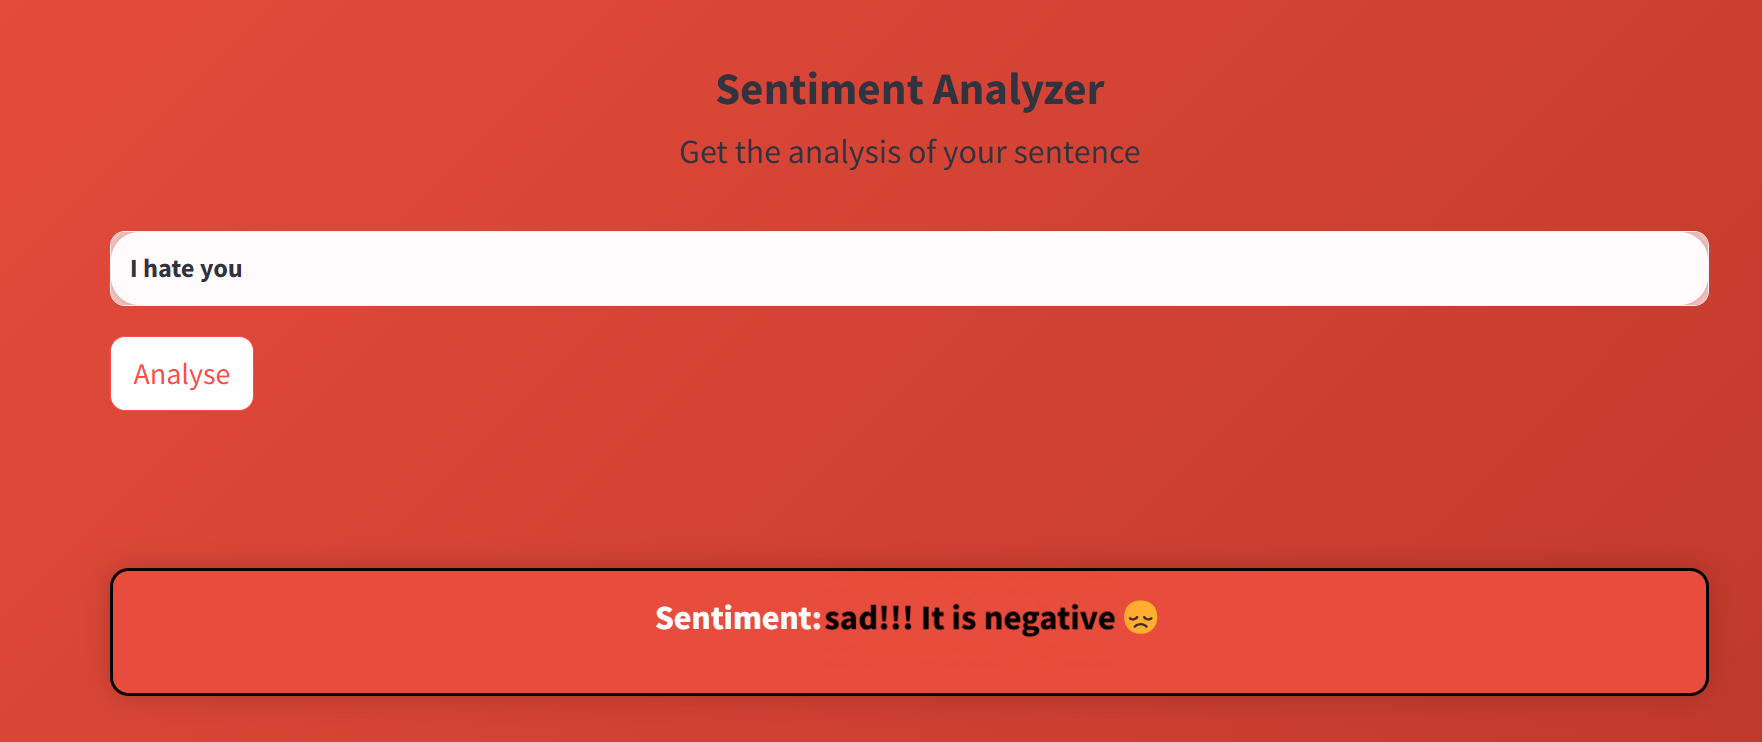 Sentiment Analyzer
Get the analysis of your sentence
I hate you
Analyse
Sentiment: sad!!! It is negative 😞